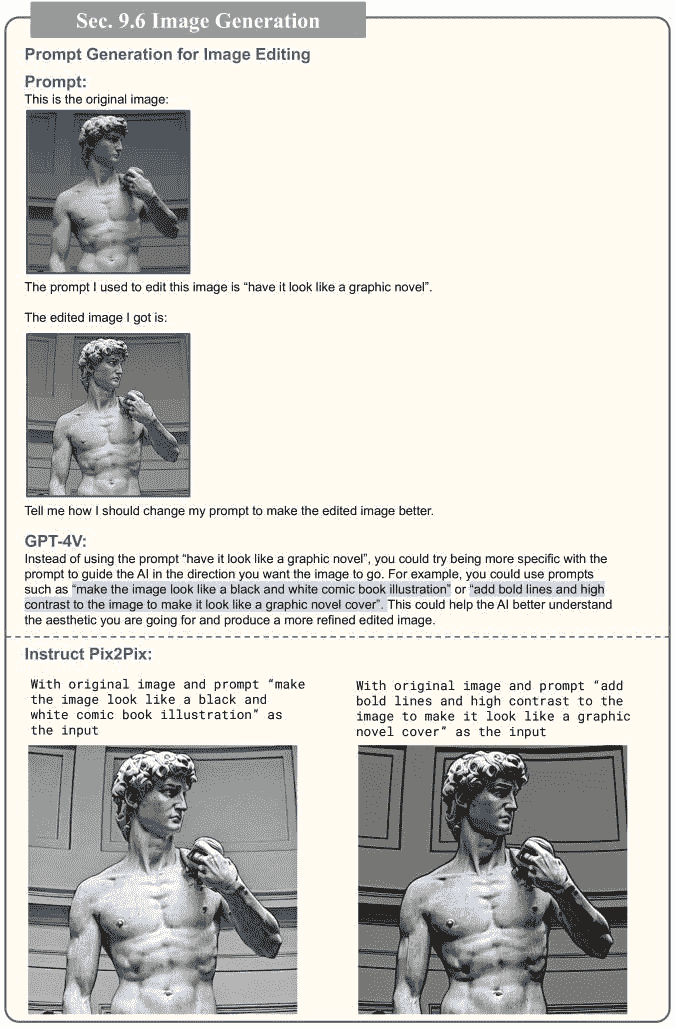 Sec. 9.6 Image Generation
Prompt Generation for Image Editing
Prompt:
This is the original image:
The prompt I used to edit this image is “have it look like a graphic novel”.
The edited image I got is:
Tell me how I should change my prompt to make the edited image better.
GPT-4V:
Instead of using the prompt “have it look like a graphic novel”, you could try being more specific with the
prompt to guide the AI in the direction you want the image to go. For example, you could use prompts
such as “make the image look like a black and white comic book illustration” or “add bold lines and high
contrast to the image to make it look like a graphic novel cover”. This could help the AI better understand
the aesthetic you are going for and produce a more refined edited image.
Instruct Pix2Pix:
With original image and prompt “make
the image look like a black and
white comic book illustration” as
the input
With original image and prompt “add
bold lines and high contrast to the
image to make it look like a graphic
novel cover” as the input